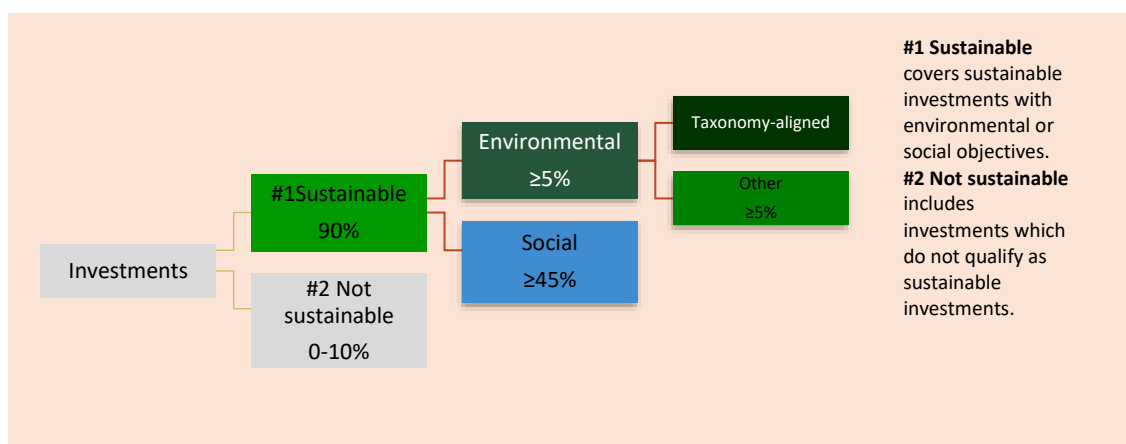 Investments
#1Sustainable
90%
#2 Not
sustainable
0-10%
Environmental
≥5%
Social
≥45%
Taxonomy-aligned
Other
≥5%
#1 Sustainable
covers sustainable
investments with
environmental or
social objectives.
#2 Not sustainable
includes
investments which
do not qualify as
sustainable
investments.